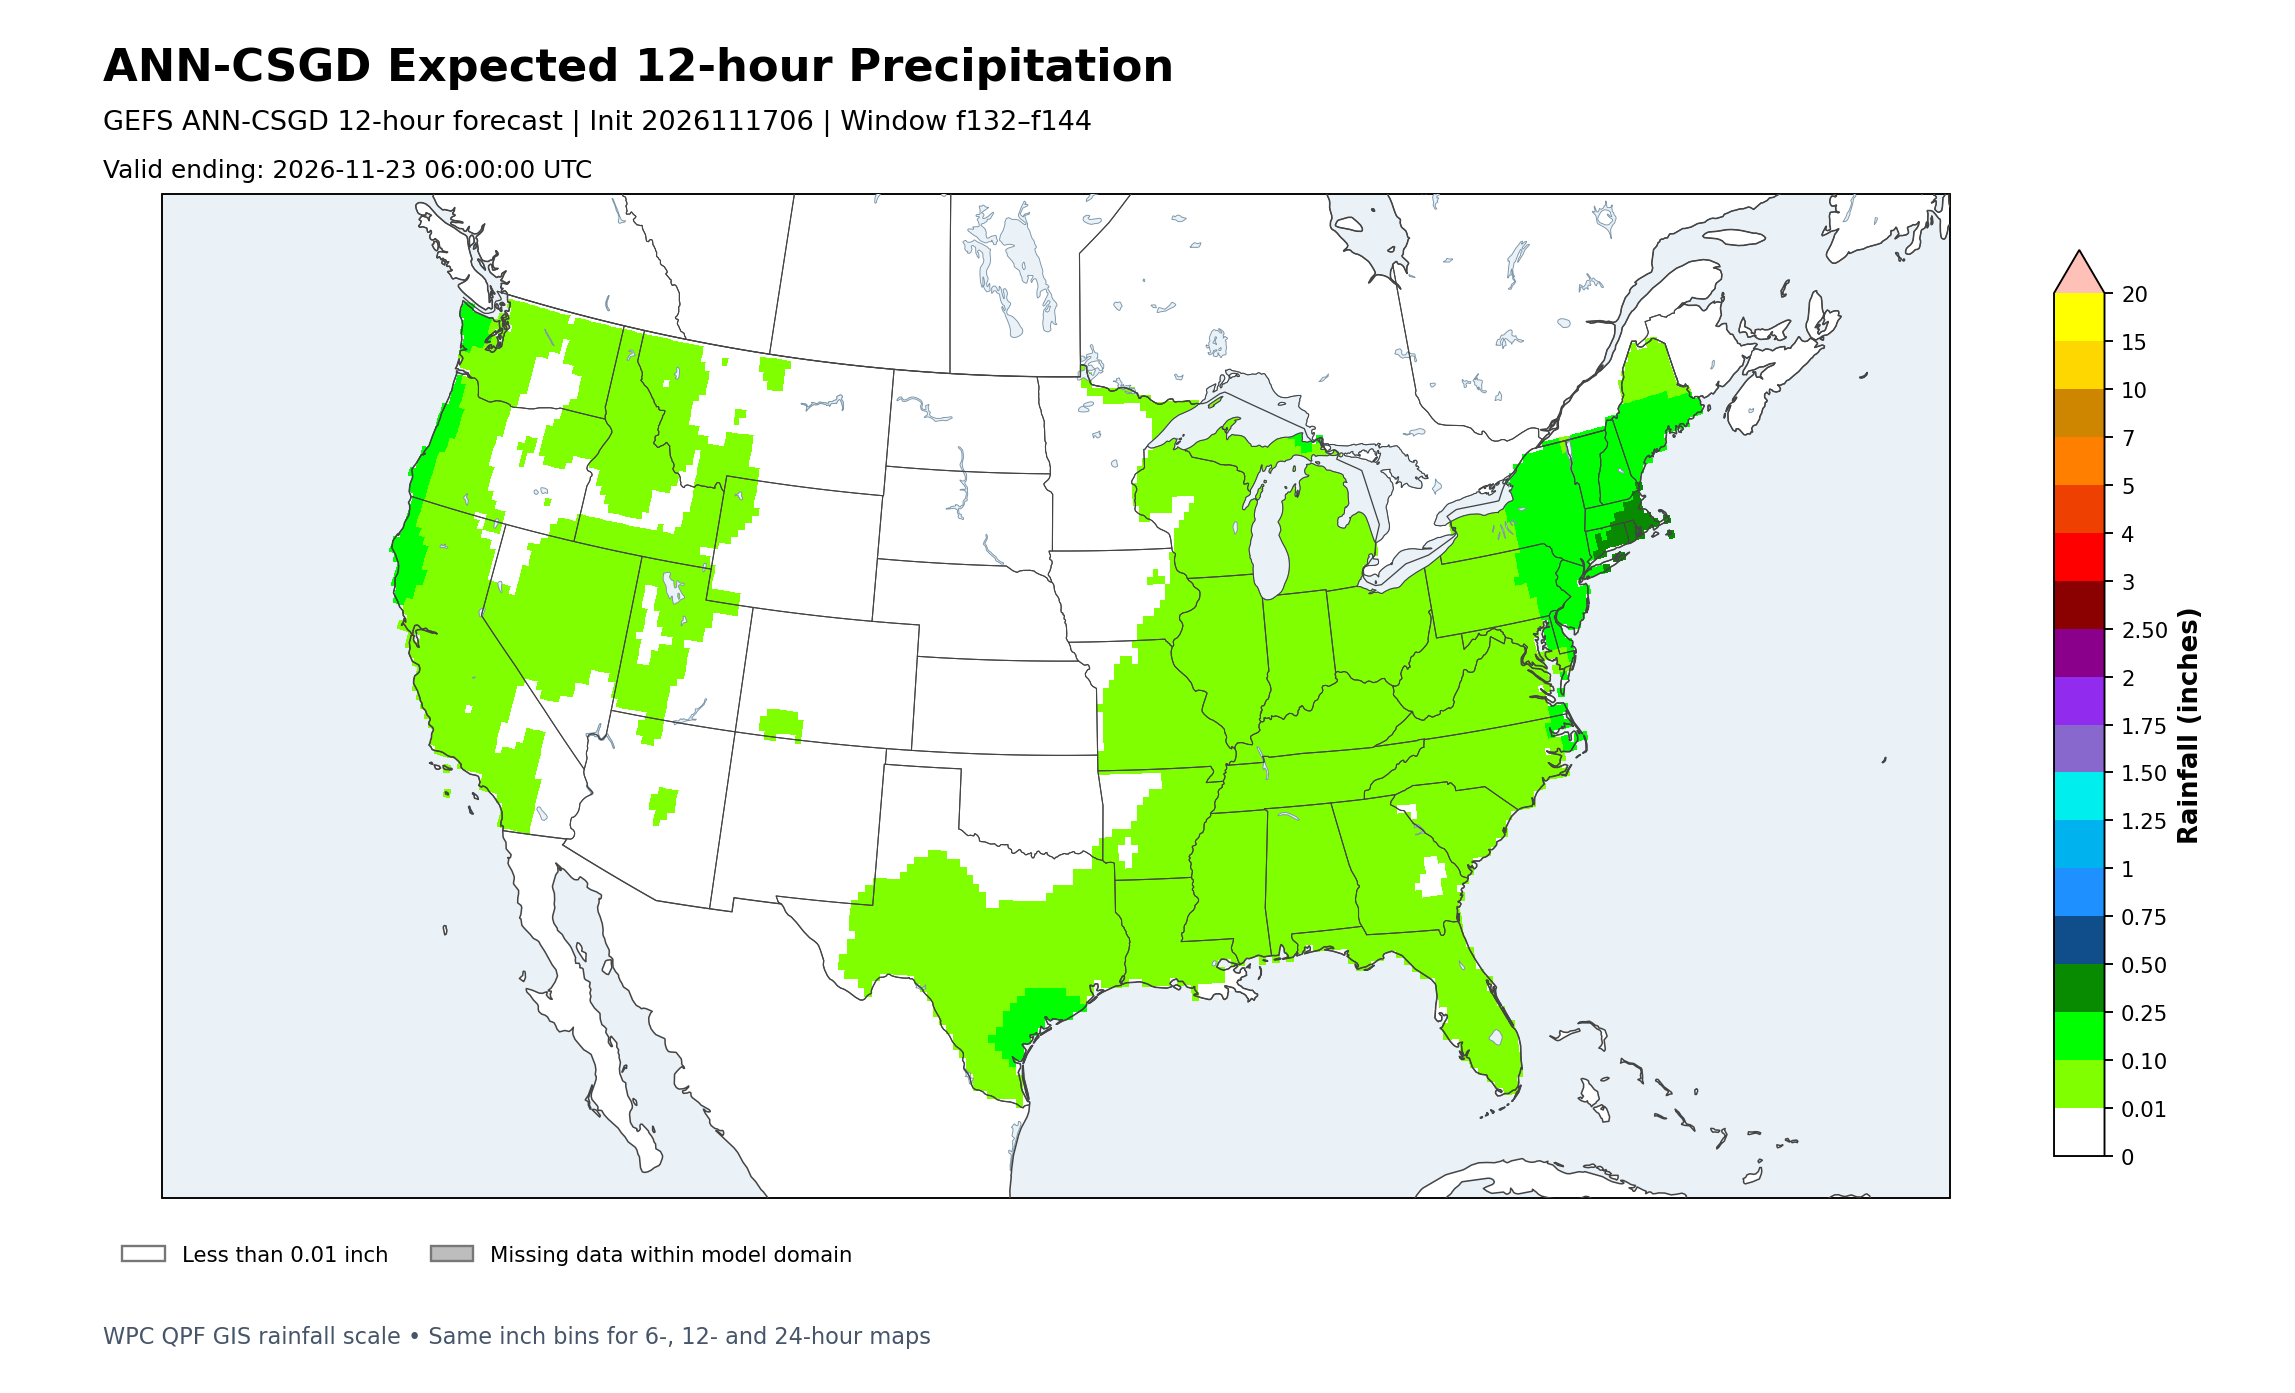 ANN-CSGD Expected 12-hour Precipitation
GEFS ANN-CSGD 12-hour forecast | Init 2026111706 | Window f132–f144
Valid ending: 2026-11-23 06:00:00 UTC
20
15
10
7
5
4
3
2.50
2
1.75
1.50
1.25
1
0.75
0.50
0.25
0.10
0.01
0
Rainfall (inches)
Less than 0.01 inch
Missing data within model domain
WPC QPF GIS rainfall scale • Same inch bins for 6-, 12- and 24-hour maps